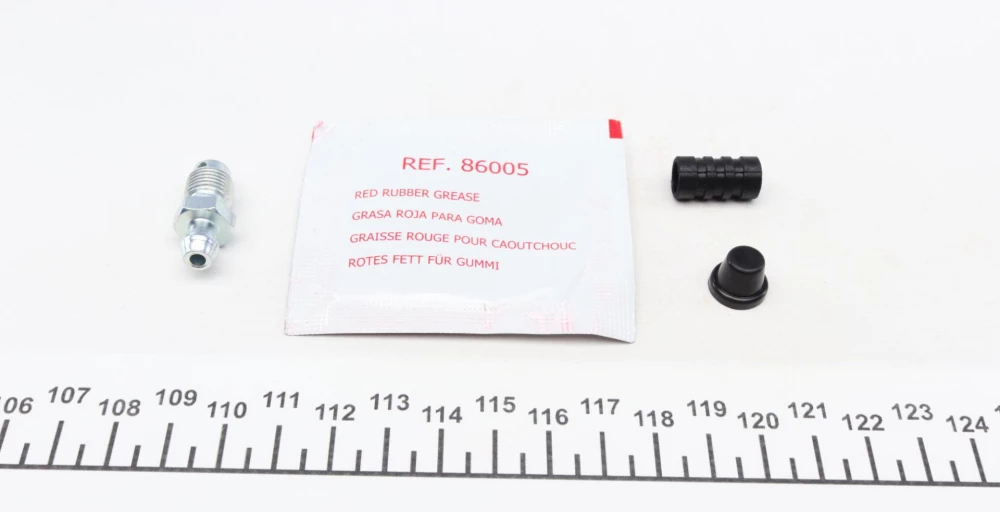 REF. 86005
RED RUBBER GREASE
GRASA ROJA PARA GOMA
GRAISSE ROUGE POUR CAOUTCHOUC
ROTES FETT FÜR GUMMI
06 107 108 109 110 111 112 113 114 115 116 117 118 119 120 121 122 123 124